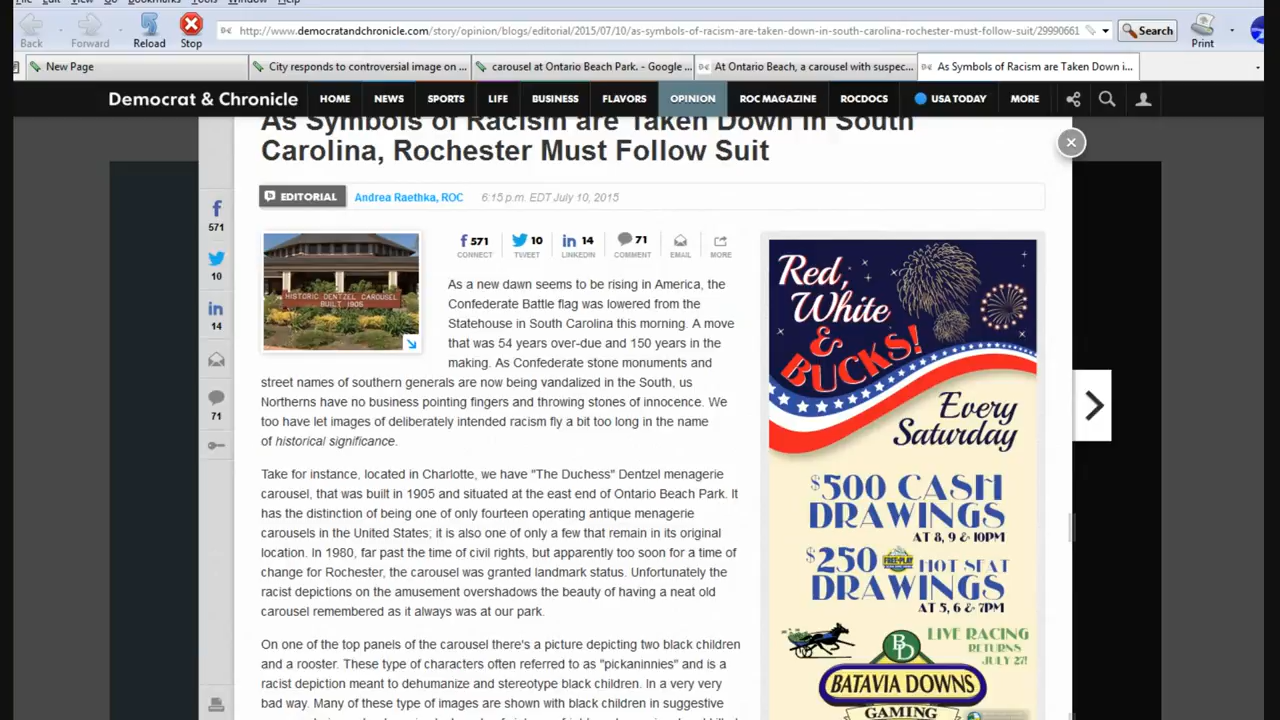 File Edit View Go Bookmarks Tools Window Help
Back Forward Reload Stop
http://www.democratandchronicle.com/story/opinion/blogs/editorial/2015/07/10/as-symbols-of-racism-are-taken-down-in-south-carolina-rochester-must-follow-suit/29990661
Search
Print
New Page
City responds to controversial image on ...
carousel at Ontario Beach Park. - Google ...
At Ontario Beach, a carousel with suspec...
As Symbols of Racism are Taken Down i...
Democrat & Chronicle HOME NEWS SPORTS LIFE BUSINESS FLAVORS OPINION ROC MAGAZINE ROCDOCS USA TODAY MORE
As Symbols of Racism are Taken Down in South
Carolina, Rochester Must Follow Suit
EDITORIAL Andrea Raethka, ROC 6:15 p.m. EDT July 10, 2015
571
10
14
71
HISTORIC DENTZEL CAROUSEL
BUILT 1905
571 10 14 71
CONNECT TWEET LINKEDIN COMMENT EMAIL MORE
As a new dawn seems to be rising in America, the
Confederate Battle flag was lowered from the
Statehouse in South Carolina this morning. A move
that was 54 years over-due and 150 years in the
making. As Confederate stone monuments and
street names of southern generals are now being vandalized in the South, us
Northerns have no business pointing fingers and throwing stones of innocence. We
too have let images of deliberately intended racism fly a bit too long in the name
of historical significance.
Take for instance, located in Charlotte, we have "The Duchess" Dentzel menagerie
carousel, that was built in 1905 and situated at the east end of Ontario Beach Park. It
has the distinction of being one of only fourteen operating antique menagerie
carousels in the United States; it is also one of only a few that remain in its original
location. In 1980, far past the time of civil rights, but apparently too soon for a time of
change for Rochester, the carousel was granted landmark status. Unfortunately the
racist depictions on the amusement overshadows the beauty of having a neat old
carousel remembered as it always was at our park.
On one of the top panels of the carousel there's a picture depicting two black children
and a rooster. These type of characters often referred to as "pickaninnies" and is a
racist depiction meant to dehumanize and stereotype black children. In a very very
bad way. Many of these type of images are shown with black children in suggestive
Red,
White
&
BUCKS!
Every
Saturday
$500 CASH
DRAWINGS
AT 8, 9 & 10PM
$250 FREE PLAY HOT SEAT
DRAWINGS
AT 5, 6 & 7PM
BD
LIVE RACING
RETURNS
JULY 27!
BATAVIA DOWNS
GAMING